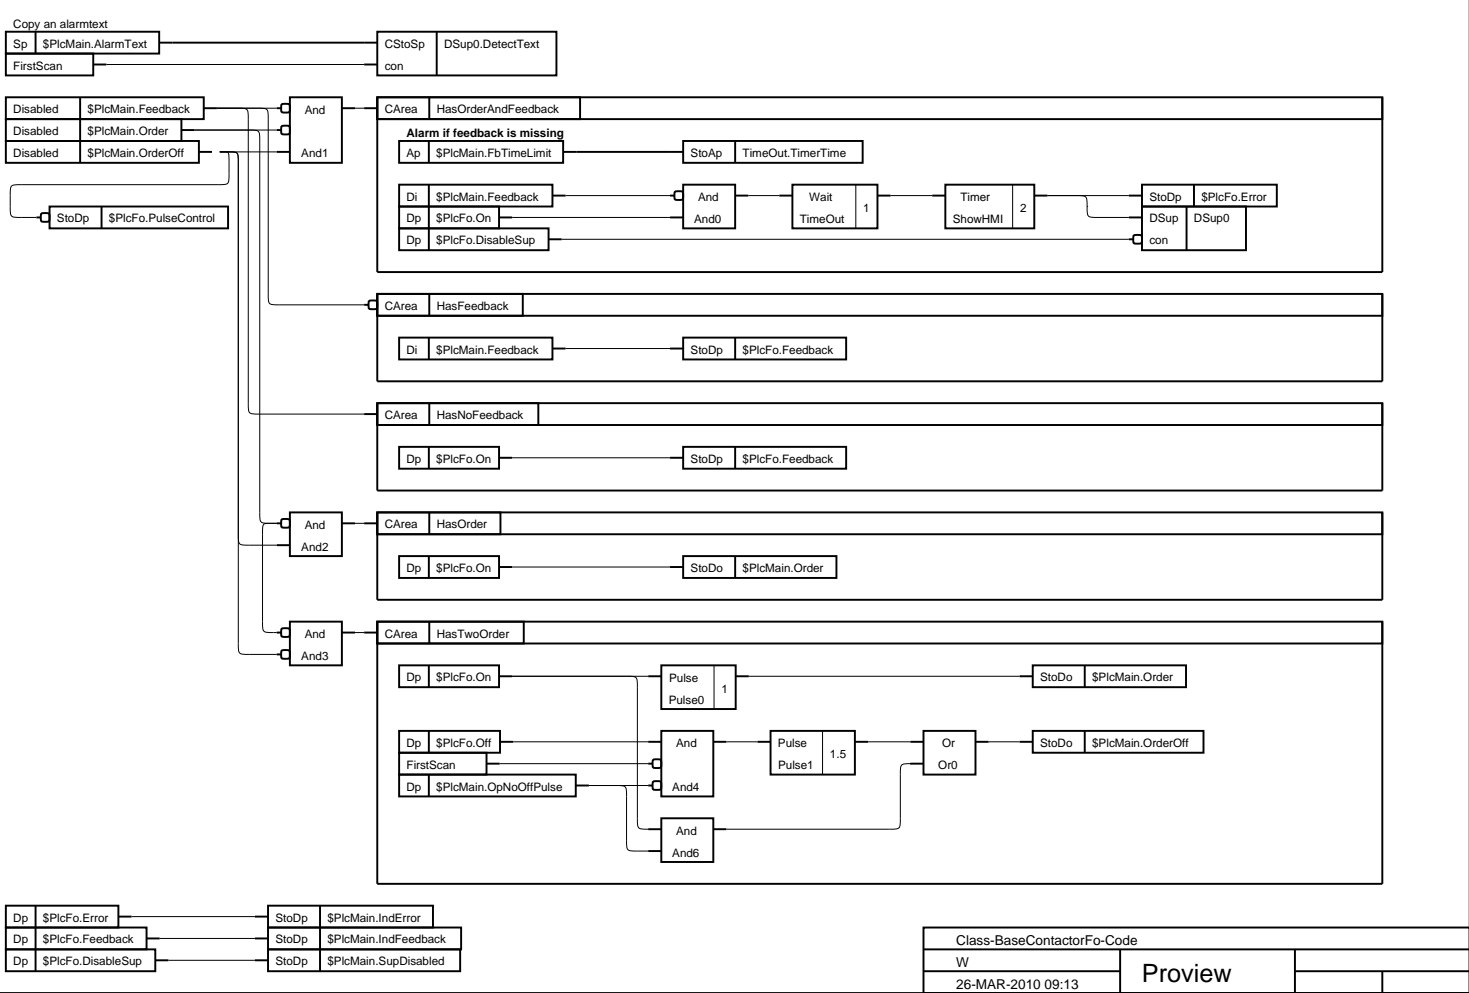 Copy an alarmtext
Sp $PlcMain.AlarmText CStoSp DSup0.DetectText
FirstScan con
Disabled $PlcMain.Feedback And CArea HasOrderAndFeedback
Disabled $PlcMain.Order Alarm if feedback is missing
Disabled $PlcMain.OrderOff And1 Ap $PlcMain.FbTimeLimit StoAp TimeOut.TimerTime
Di $PlcMain.Feedback And Wait 1 Timer 2 StoDp $PlcFo.Error
StoDp $PlcFo.PulseControl Dp $PlcFo.On And0 TimeOut ShowHMI DSup DSup0
Dp $PlcFo.DisableSup con
CArea HasFeedback
Di $PlcMain.Feedback StoDp $PlcFo.Feedback
CArea HasNoFeedback
Dp $PlcFo.On StoDp $PlcFo.Feedback
And CArea HasOrder
And2
Dp $PlcFo.On StoDo $PlcMain.Order
And CArea HasTwoOrder
And3
Dp $PlcFo.On Pulse 1 StoDo $PlcMain.Order
Pulse0
Dp $PlcFo.Off And Pulse 1.5 Or StoDo $PlcMain.OrderOff
FirstScan Pulse1 Or0
Dp $PlcMain.OpNoOffPulse And4
And
And6
Dp $PlcFo.Error StoDp $PlcMain.IndError
Dp $PlcFo.Feedback StoDp $PlcMain.IndFeedback
Dp $PlcFo.DisableSup StoDp $PlcMain.SupDisabled
Class-BaseContactorFo-Code
W
Proview
26-MAR-2010 09:13